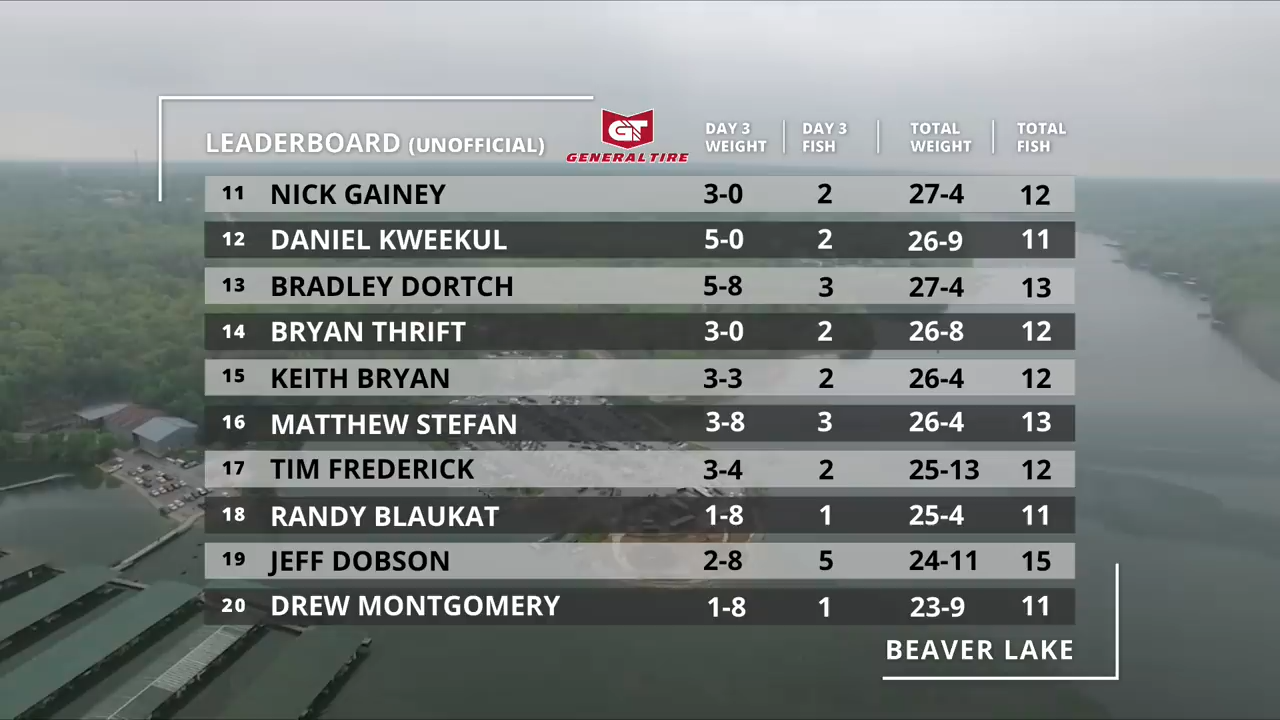 LEADERBOARD (UNOFFICIAL) GT GENERAL TIRE DAY 3 WEIGHT DAY 3 FISH TOTAL WEIGHT TOTAL FISH
11 NICK GAINEY 3-0 2 27-4 12
12 DANIEL KWEEKUL 5-0 2 26-9 11
13 BRADLEY DORTCH 5-8 3 27-4 13
14 BRYAN THRIFT 3-0 2 26-8 12
15 KEITH BRYAN 3-3 2 26-4 12
16 MATTHEW STEFAN 3-8 3 26-4 13
17 TIM FREDERICK 3-4 2 25-13 12
18 RANDY BLAUKAT 1-8 1 25-4 11
19 JEFF DOBSON 2-8 5 24-11 15
20 DREW MONTGOMERY 1-8 1 23-9 11
BEAVER LAKE